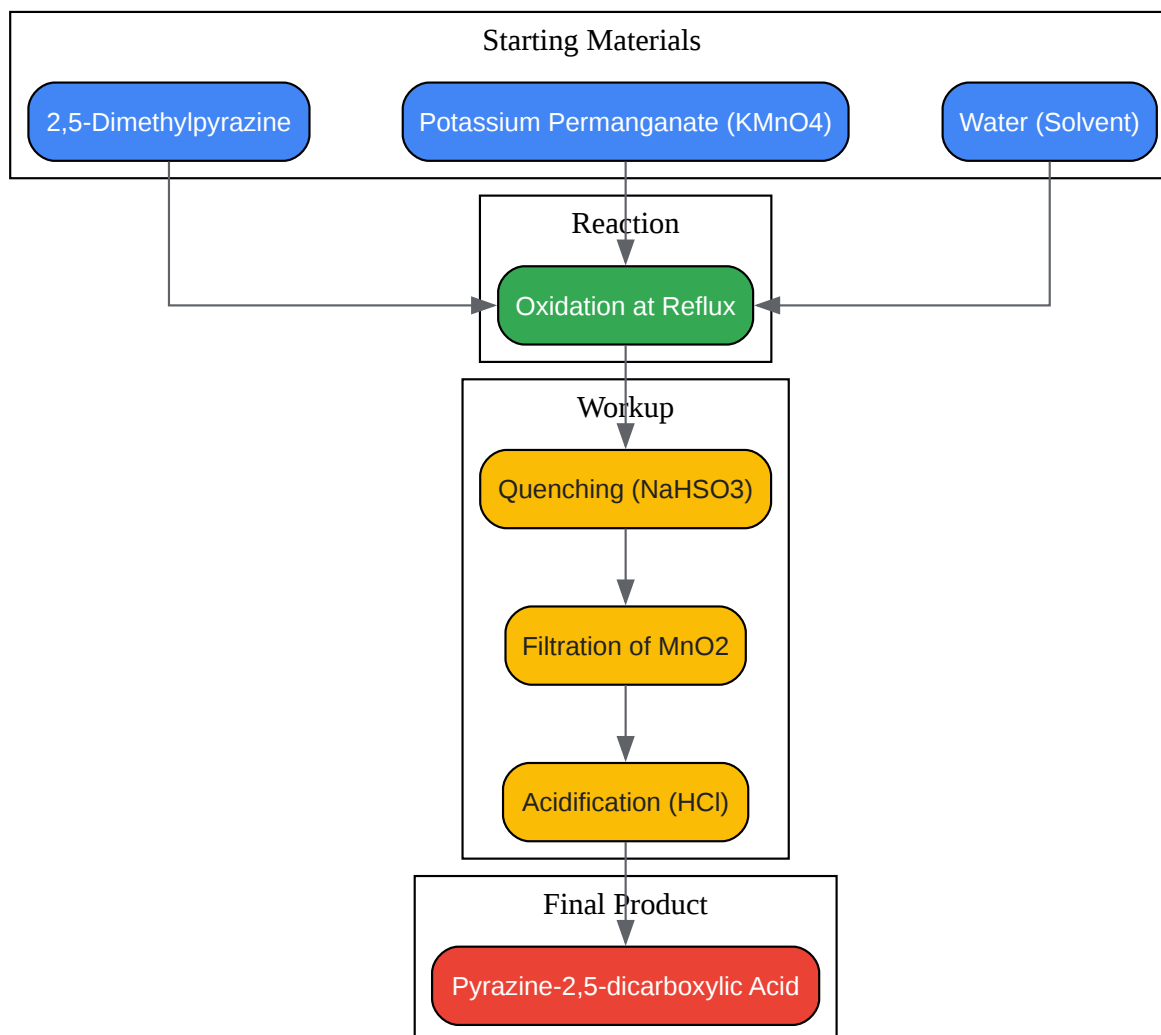 Starting Materials
2,5-Dimethylpyrazine
Potassium Permanganate (KMnO4)
Water (Solvent)
Reaction
Oxidation at Reflux
Workup
Quenching (NaHSO3)
Filtration of MnO2
Acidification (HCl)
Final Product
Pyrazine-2,5-dicarboxylic Acid